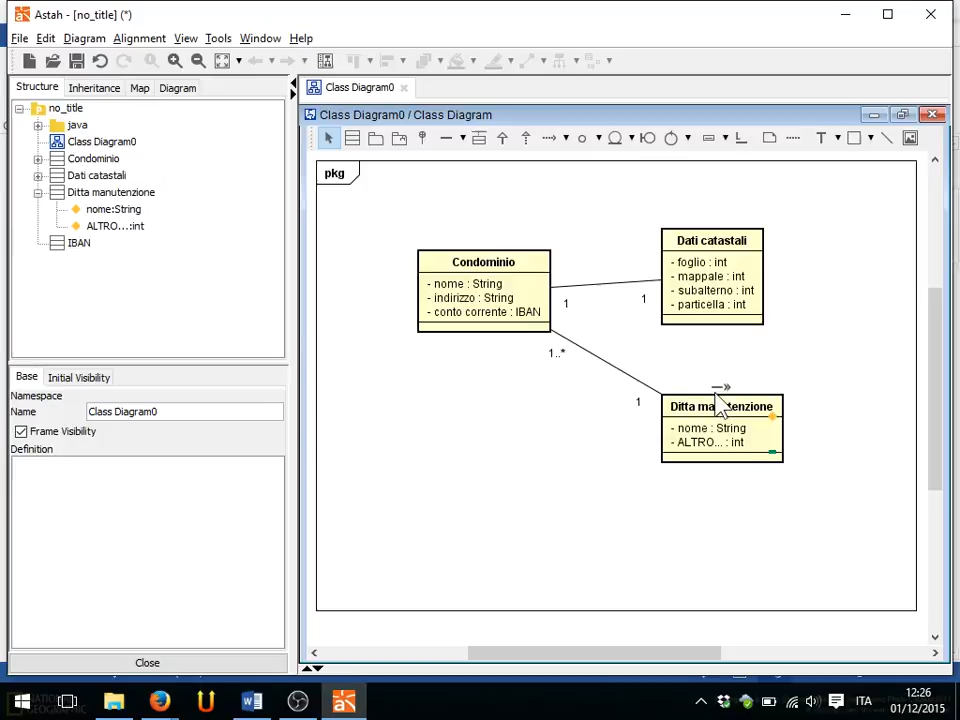 Astah - [no_title] (*)
File Edit Diagram Alignment View Tools Window Help
Structure Inheritance Map Diagram
no_title
java
Class Diagram0
Condominio
Dati catastali
Ditta manutenzione
nome:String
ALTRO...:int
IBAN
Base Initial Visibility
Namespace
Name Class Diagram0
Frame Visibility
Definition
Close
Class Diagram0
Class Diagram0 / Class Diagram
pkg
Condominio
- nome : String
- indirizzo : String
- conto corrente : IBAN
1
1
Dati catastali
- foglio : int
- mappale : int
- subalterno : int
- particella : int
1..*
1
Ditta manutenzione
- nome : String
- ALTRO... : int
ITA
12:26
01/12/2015